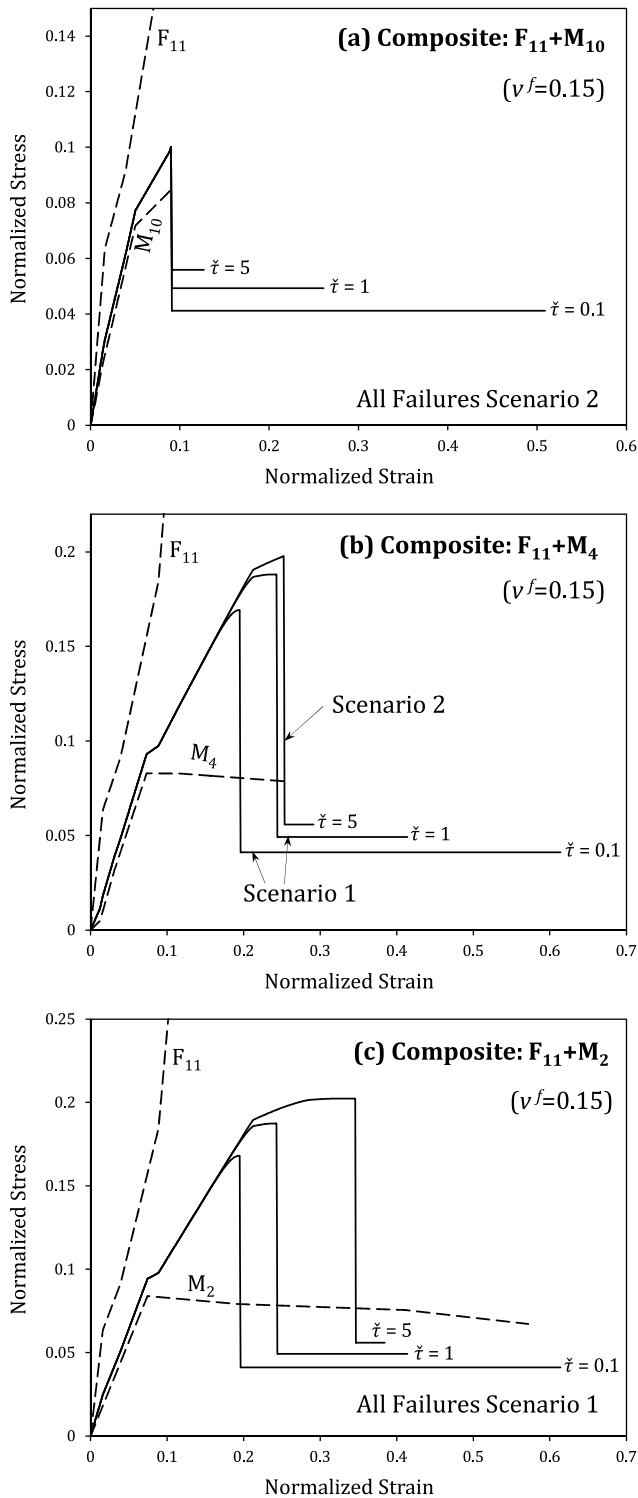 (a) Composite: F₁₁+M₁₀
(v^f=0.15)
F₁₁
M₁₀
τ̌ = 5
τ̌ = 1
τ̌ = 0.1
All Failures Scenario 2
0.14
0.12
0.1
0.08
0.06
0.04
0.02
0
0 0.1 0.2 0.3 0.4 0.5 0.6
Normalized Stress
Normalized Strain
(b) Composite: F₁₁+M₄
(v^f=0.15)
F₁₁
M₄
Scenario 2
τ̌ = 5
τ̌ = 1
τ̌ = 0.1
Scenario 1
0.2
0.15
0.1
0.05
0
0 0.1 0.2 0.3 0.4 0.5 0.6 0.7
Normalized Stress
Normalized Strain
(c) Composite: F₁₁+M₂
(v^f=0.15)
F₁₁
M₂
τ̌ = 5
τ̌ = 1
τ̌ = 0.1
All Failures Scenario 1
0.25
0.2
0.15
0.1
0.05
0
0 0.1 0.2 0.3 0.4 0.5 0.6 0.7
Normalized Stress
Normalized Strain